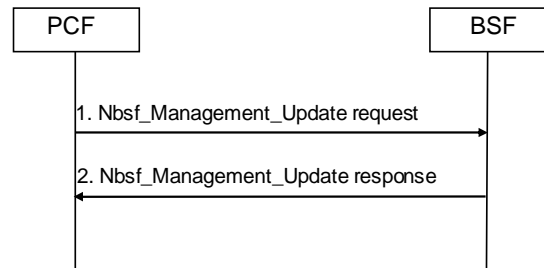 PCF
BSF
1. Nbsf_Management_Update request
2. Nbsf_Management_Update response